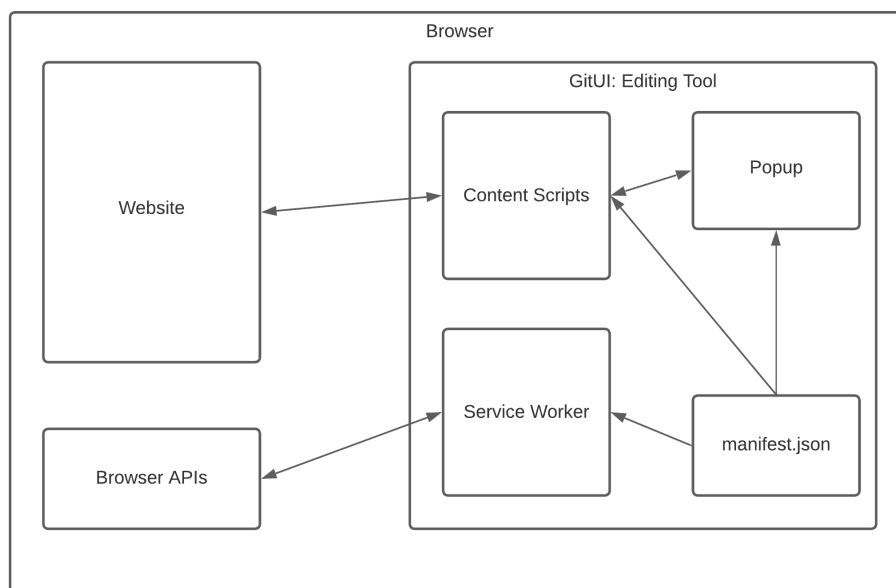 Browser
GitUI: Editing Tool
Website
Content Scripts
Popup
Service Worker
manifest.json
Browser APIs